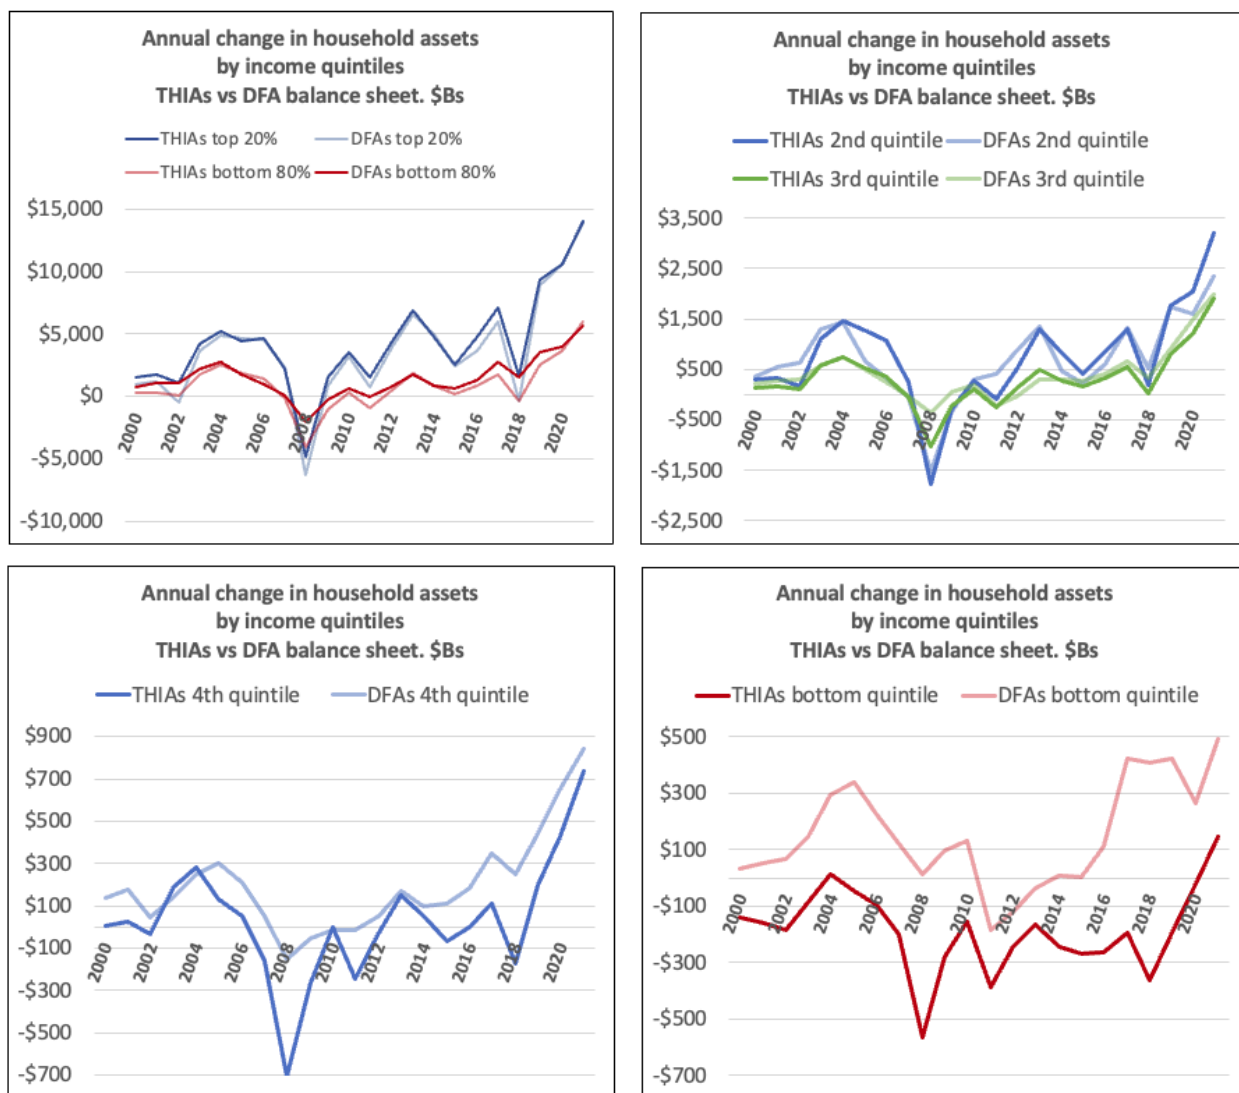 Annual change in household assets
by income quintiles
THIAs vs DFA balance sheet. $Bs
THIAs top 20% DFAs top 20%
THIAs bottom 80% DFAs bottom 80%
$15,000
$10,000
$5,000
$0
-$5,000
-$10,000
2000 2002 2004 2006 2008 2010 2012 2014 2016 2018 2020
Annual change in household assets
by income quintiles
THIAs vs DFA balance sheet. $Bs
THIAs 2nd quintile DFAs 2nd quintile
THIAs 3rd quintile DFAs 3rd quintile
$3,500
$2,500
$1,500
$500
-$500
-$1,500
-$2,500
2000 2002 2004 2006 2008 2010 2012 2014 2016 2018 2020
Annual change in household assets
by income quintiles
THIAs vs DFA balance sheet. $Bs
THIAs 4th quintile DFAs 4th quintile
$900
$700
$500
$300
$100
-$100
-$300
-$500
-$700
2000 2002 2004 2006 2008 2010 2012 2014 2016 2018 2020
Annual change in household assets
by income quintiles
THIAs vs DFA balance sheet. $Bs
THIAs bottom quintile DFAs bottom quintile
$500
$300
$100
-$100
-$300
-$500
-$700
2000 2002 2004 2006 2008 2010 2012 2014 2016 2018 2020